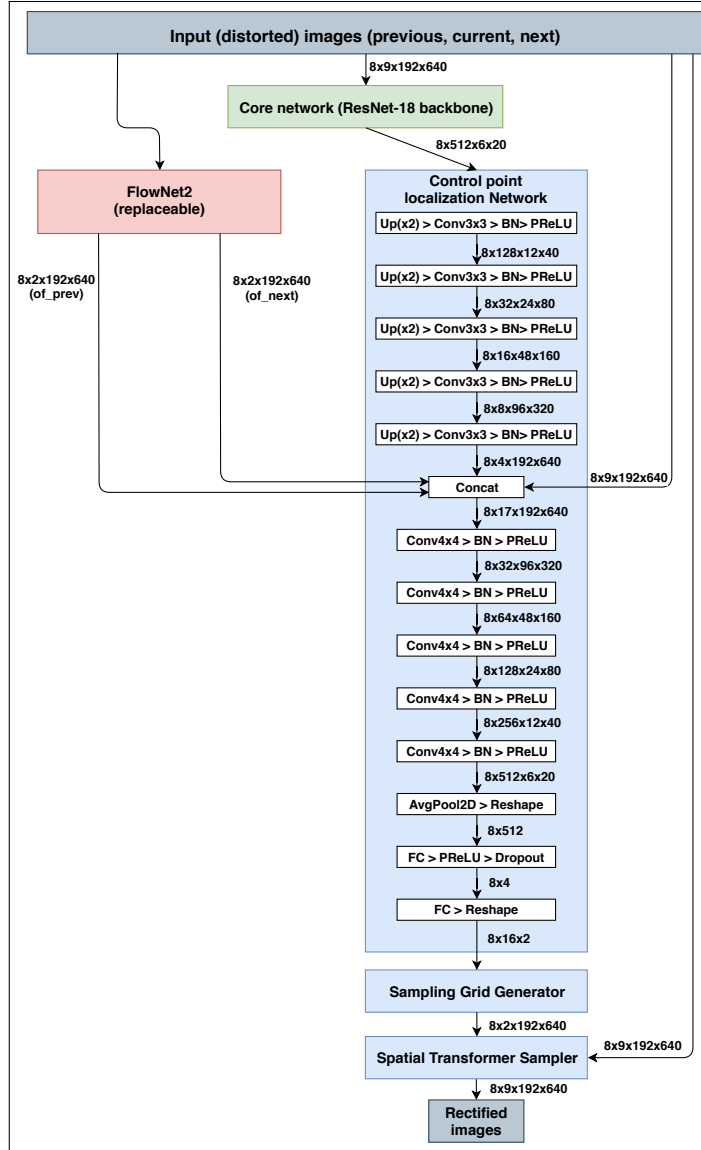 Input (distorted) images (previous, current, next)
8x9x192x640
Core network (ResNet-18 backbone)
8x512x6x20
FlowNet2
(replaceable)
8x2x192x640
(of_prev)
8x2x192x640
(of_next)
Control point
localization Network
Up(x2) > Conv3x3 > BN> PReLU
8x128x12x40
Up(x2) > Conv3x3 > BN> PReLU
8x32x24x80
Up(x2) > Conv3x3 > BN> PReLU
8x16x48x160
Up(x2) > Conv3x3 > BN> PReLU
8x8x96x320
Up(x2) > Conv3x3 > BN> PReLU
8x4x192x640
Concat
8x9x192x640
8x17x192x640
Conv4x4 > BN > PReLU
8x32x96x320
Conv4x4 > BN > PReLU
8x64x48x160
Conv4x4 > BN > PReLU
8x128x24x80
Conv4x4 > BN > PReLU
8x256x12x40
Conv4x4 > BN > PReLU
8x512x6x20
AvgPool2D > Reshape
8x512
FC > PReLU > Dropout
8x4
FC > Reshape
8x16x2
Sampling Grid Generator
8x2x192x640
Spatial Transformer Sampler
8x9x192x640
8x9x192x640
Rectified
images